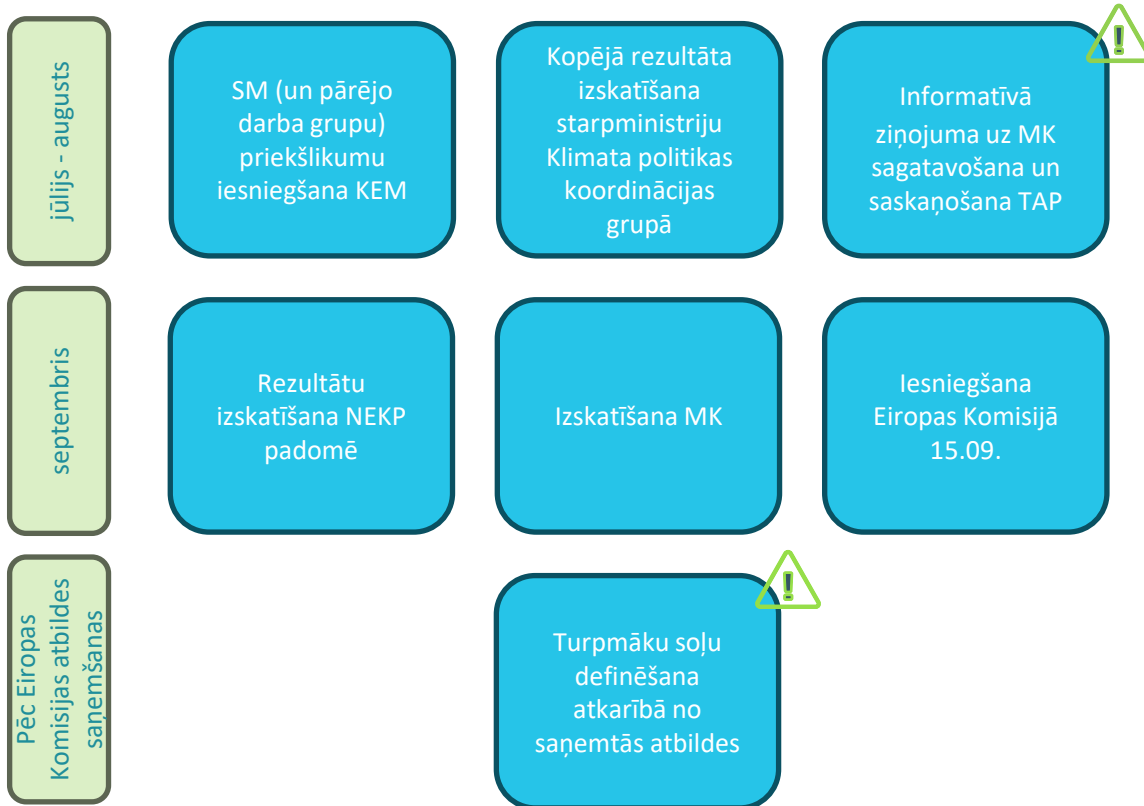 jūlijs - augusts
SM (un pārējo
darba grupu)
priekšlikumu
iesniegšana KEM
Kopējā rezultāta
izskatīšana
starpministriju
Klimata politikas
koordinācijas
grupā
Informatīvā
ziņojuma uz MK
sagatavošana un
saskaņošana TAP
!
septembris
Rezultātu
izskatīšana NEKP
padomē
Izskatīšana MK
Iesniegšana
Eiropas Komisijā
15.09.
Pēc Eiropas
Komisijas atbildes
saņemšanas
Turpmāku soļu
definēšana
atkarībā no
saņemtās atbildes
!